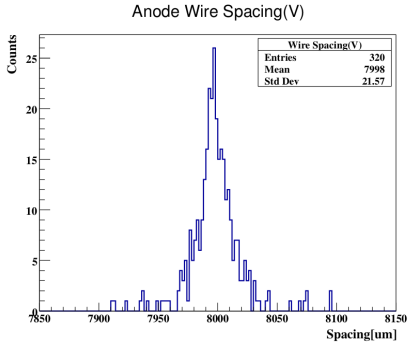 Anode Wire Spacing(V)
Counts
Wire Spacing(V)
Entries 320
Mean 7998
Std Dev 21.57
25
20
15
10
5
0
7850 7900 7950 8000 8050 8100 8150
Spacing[um]